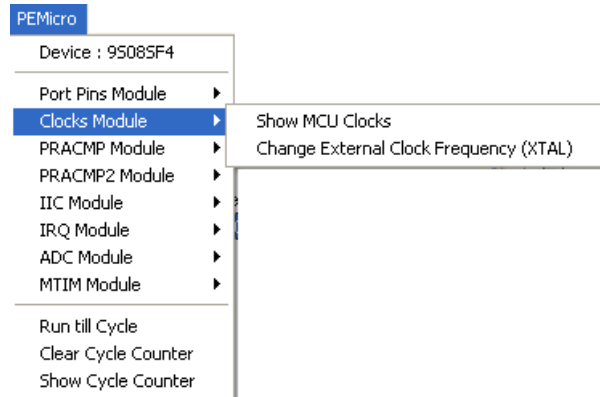 PEMicro
Device : 9S08SF4
Port Pins Module
Clocks Module
Show MCU Clocks
Change External Clock Frequency (XTAL)
PRACMP Module
PRACMP2 Module
IIC Module
IRQ Module
ADC Module
MTIM Module
Run till Cycle
Clear Cycle Counter
Show Cycle Counter